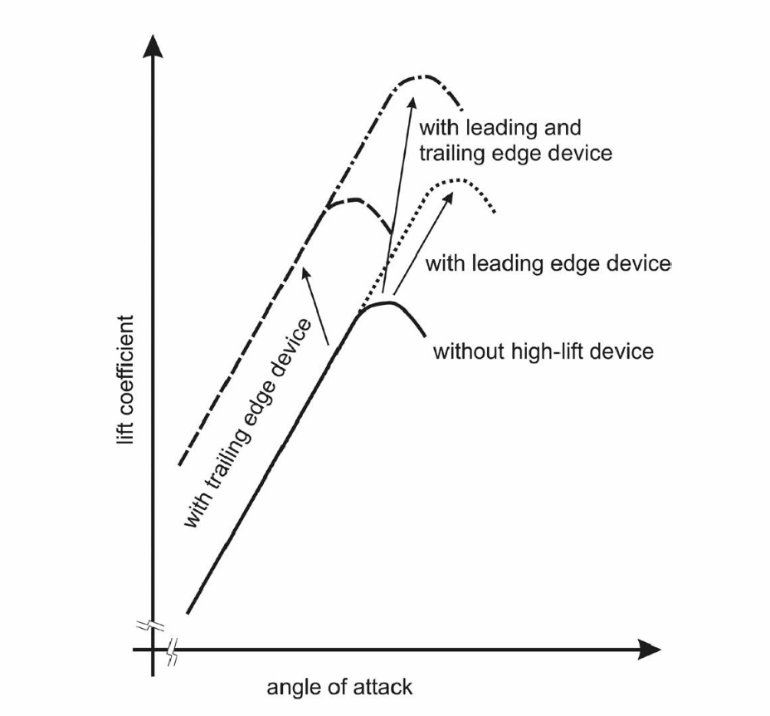 with leading and
trailing edge device
with leading edge device
without high-lift device
with trailing edge device
lift coefficient
angle of attack